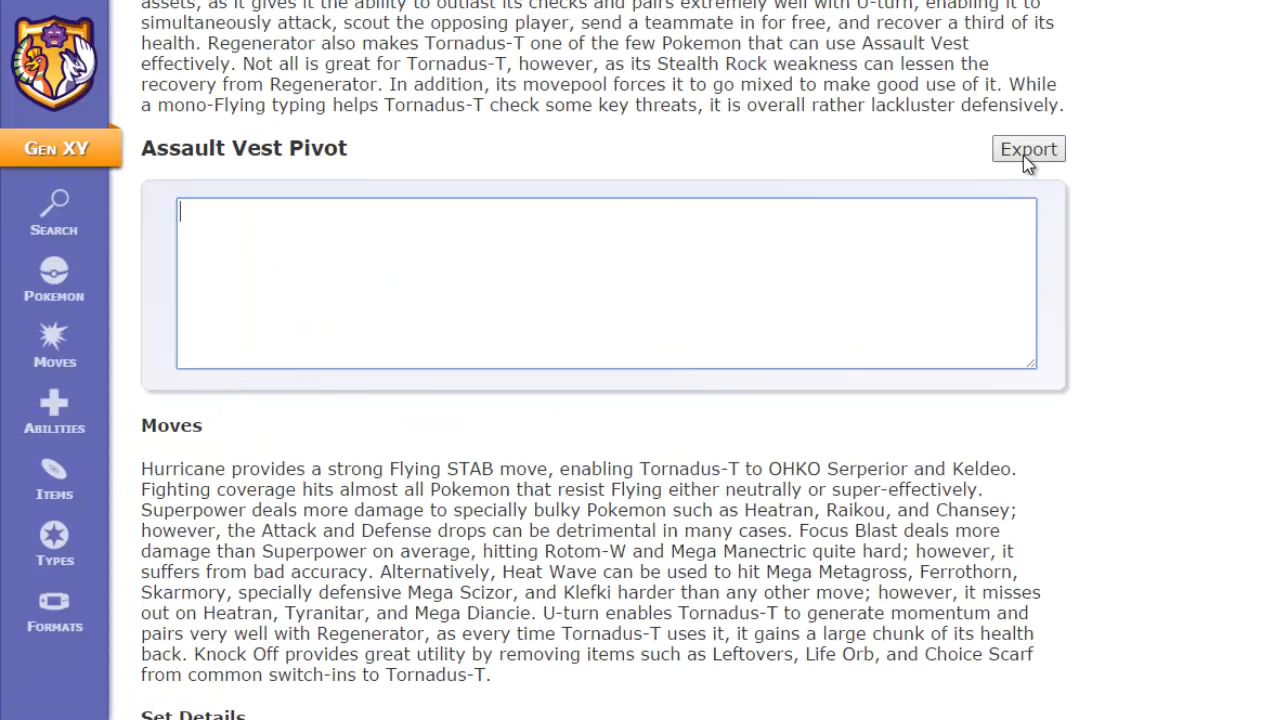 assets, as it gives it the ability to outlast its checks and pairs extremely well with U-turn, enabling it to
simultaneously attack, scout the opposing player, send a teammate in for free, and recover a third of its
health. Regenerator also makes Tornadus-T one of the few Pokemon that can use Assault Vest
effectively. Not all is great for Tornadus-T, however, as its Stealth Rock weakness can lessen the
recovery from Regenerator. In addition, its movepool forces it to go mixed to make good use of it. While
a mono-Flying typing helps Tornadus-T check some key threats, it is overall rather lackluster defensively.
Gen XY
Assault Vest Pivot
Export
Search
Pokemon
Moves
Abilities
Items
Types
Formats
Moves
Hurricane provides a strong Flying STAB move, enabling Tornadus-T to OHKO Serperior and Keldeo.
Fighting coverage hits almost all Pokemon that resist Flying either neutrally or super-effectively.
Superpower deals more damage to specially bulky Pokemon such as Heatran, Raikou, and Chansey;
however, the Attack and Defense drops can be detrimental in many cases. Focus Blast deals more
damage than Superpower on average, hitting Rotom-W and Mega Manectric quite hard; however, it
suffers from bad accuracy. Alternatively, Heat Wave can be used to hit Mega Metagross, Ferrothorn,
Skarmory, specially defensive Mega Scizor, and Klefki harder than any other move; however, it misses
out on Heatran, Tyranitar, and Mega Diancie. U-turn enables Tornadus-T to generate momentum and
pairs very well with Regenerator, as every time Tornadus-T uses it, it gains a large chunk of its health
back. Knock Off provides great utility by removing items such as Leftovers, Life Orb, and Choice Scarf
from common switch-ins to Tornadus-T.
Set Details